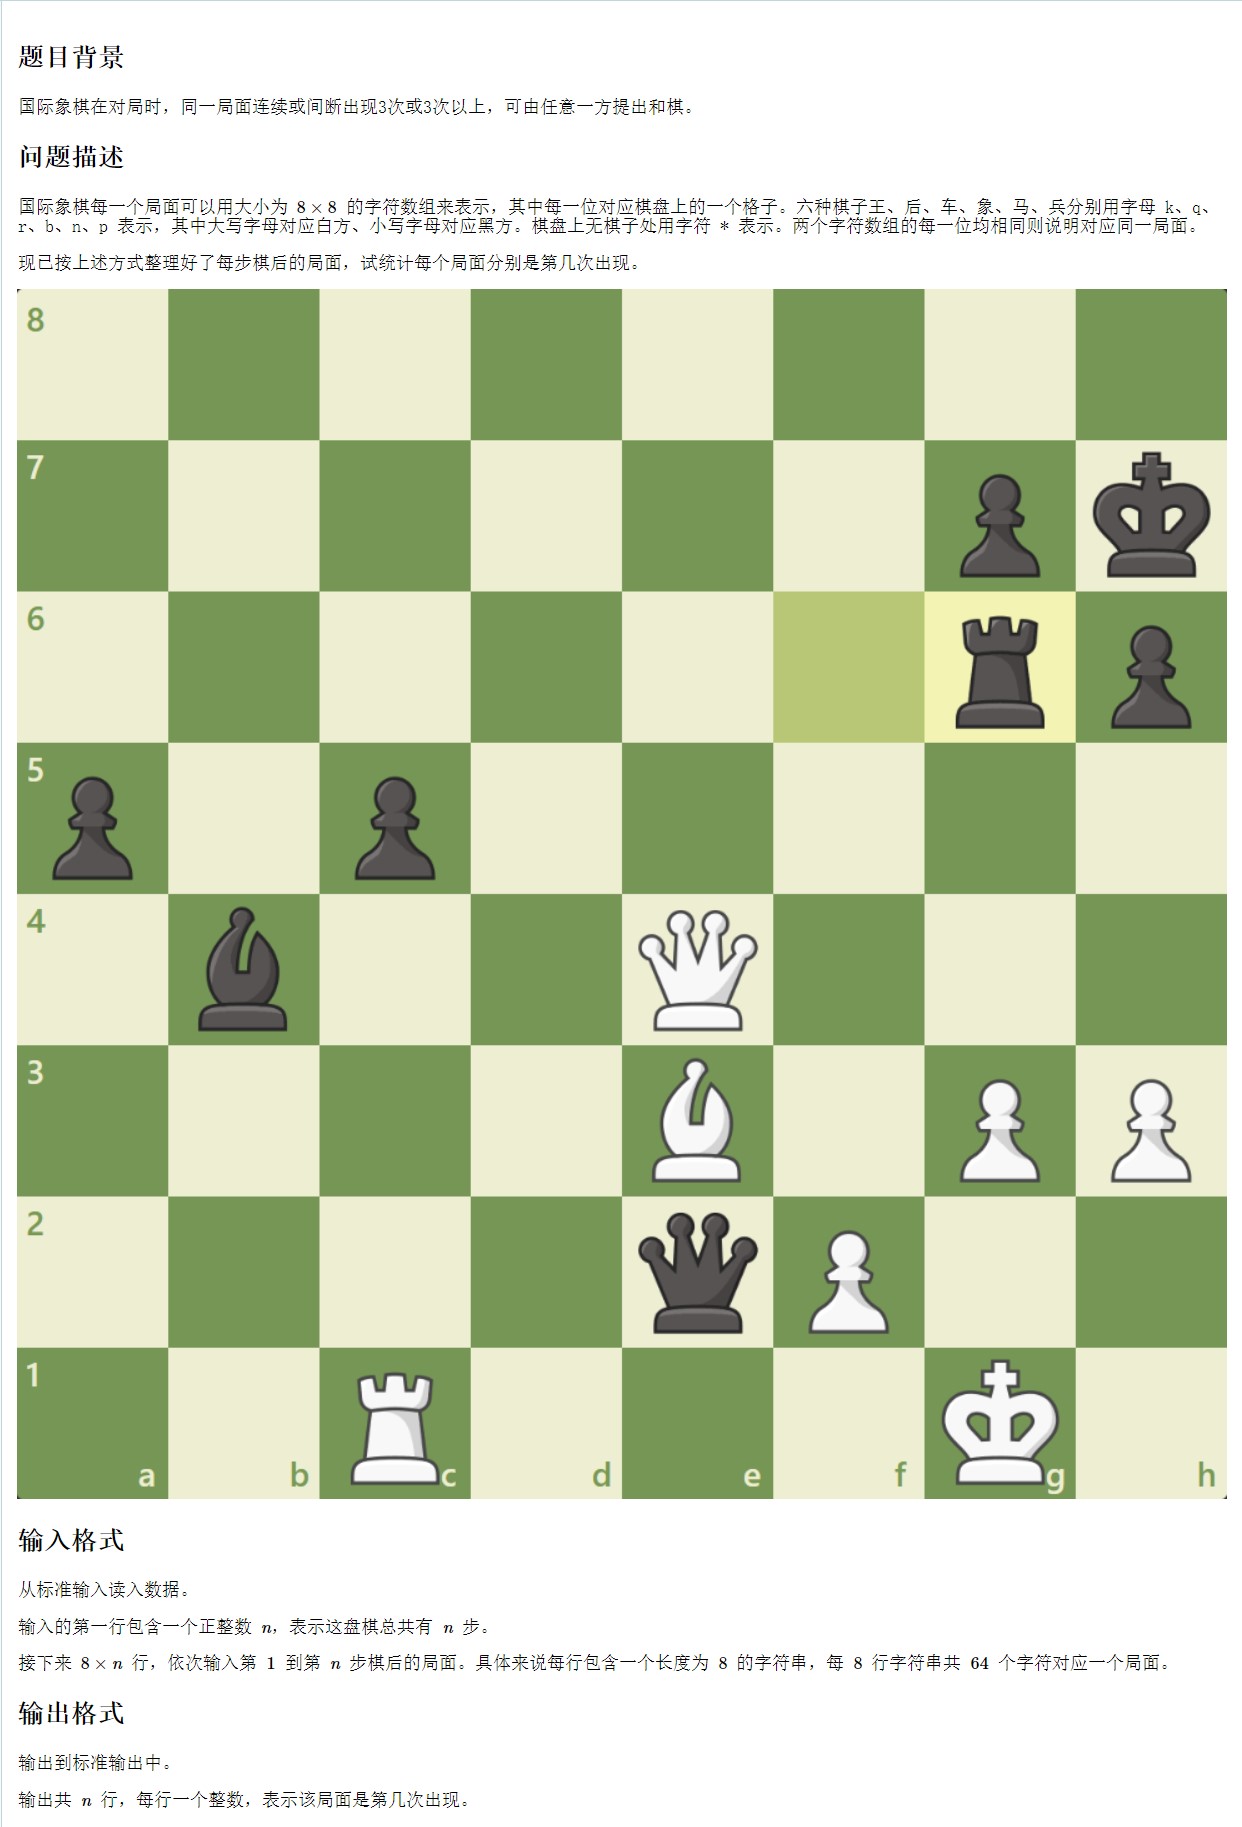 题目背景
国际象棋在对局时，同一局面连续或间断出现3次或3次以上，可由任意一方提出和棋。
问题描述
国际象棋每一个局面可以用大小为 8 × 8 的字符数组来表示，其中每一位对应棋盘上的一个格子。六种棋子王、后、车、象、马、兵分别用字母 k、q、
r、b、n、p 表示，其中大写字母对应白方、小写字母对应黑方。棋盘上无棋子处用字符 * 表示。两个字符数组的每一位均相同则说明对应同一局面。
现已按上述方式整理好了每步棋后的局面，试统计每个局面分别是第几次出现。
8
7
6
5
4
3
2
1
a b c d e f g h
输入格式
从标准输入读入数据。
输入的第一行包含一个正整数 n，表示这盘棋总共有 n 步。
接下来 8 × n 行，依次输入第 1 到第 n 步棋后的局面。具体来说每行包含一个长度为 8 的字符串，每 8 行字符串共 64 个字符对应一个局面。
输出格式
输出到标准输出中。
输出共 n 行，每行一个整数，表示该局面是第几次出现。